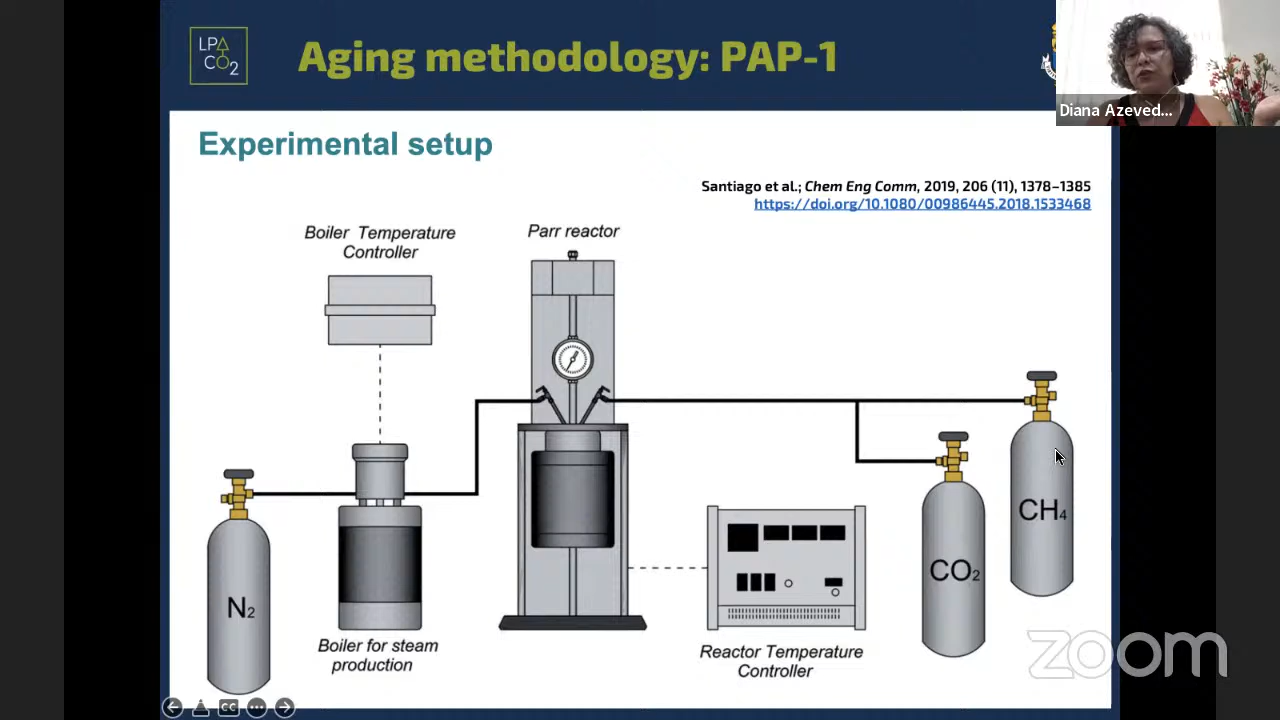 LPA
CO2
Aging methodology: PAP-1
Diana Azeved...
Experimental setup
Santiago et al.; Chem Eng Comm, 2019, 206 (11), 1378–1385
https://doi.org/10.1080/00986445.2018.1533468
Boiler Temperature
Controller
Parr reactor
N2
Boiler for steam
production
Reactor Temperature
Controller
CO2
CH4
CC
zoom